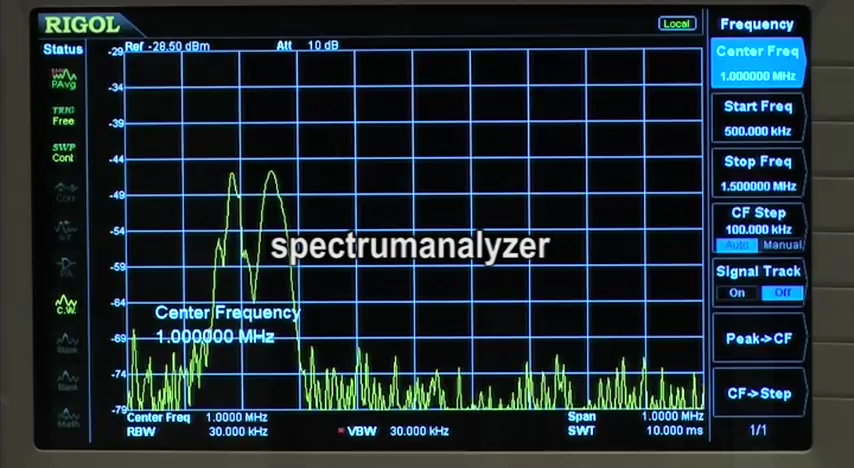 RIGOL
Local
Status
Ref -28.50 dBm Att 10 dB
PAvg
TRIG
Free
SWP
Cont
C.W.
-29
-34
-39
-44
-49
-54
-59
-64
-69
-74
-79
spectrumanalyzer
Center Frequency
1.000000 MHz
Center Freq 1.0000 MHz Span 1.0000 MHz
RBW 30.000 kHz VBW 30.000 kHz SWT 10.000 ms
Frequency
Center Freq
1.000000 MHz
Start Freq
500.000 kHz
Stop Freq
1.500000 MHz
CF Step
100.000 kHz
Auto Manual
Signal Track
On Off
Peak->CF
CF->Step
1/1